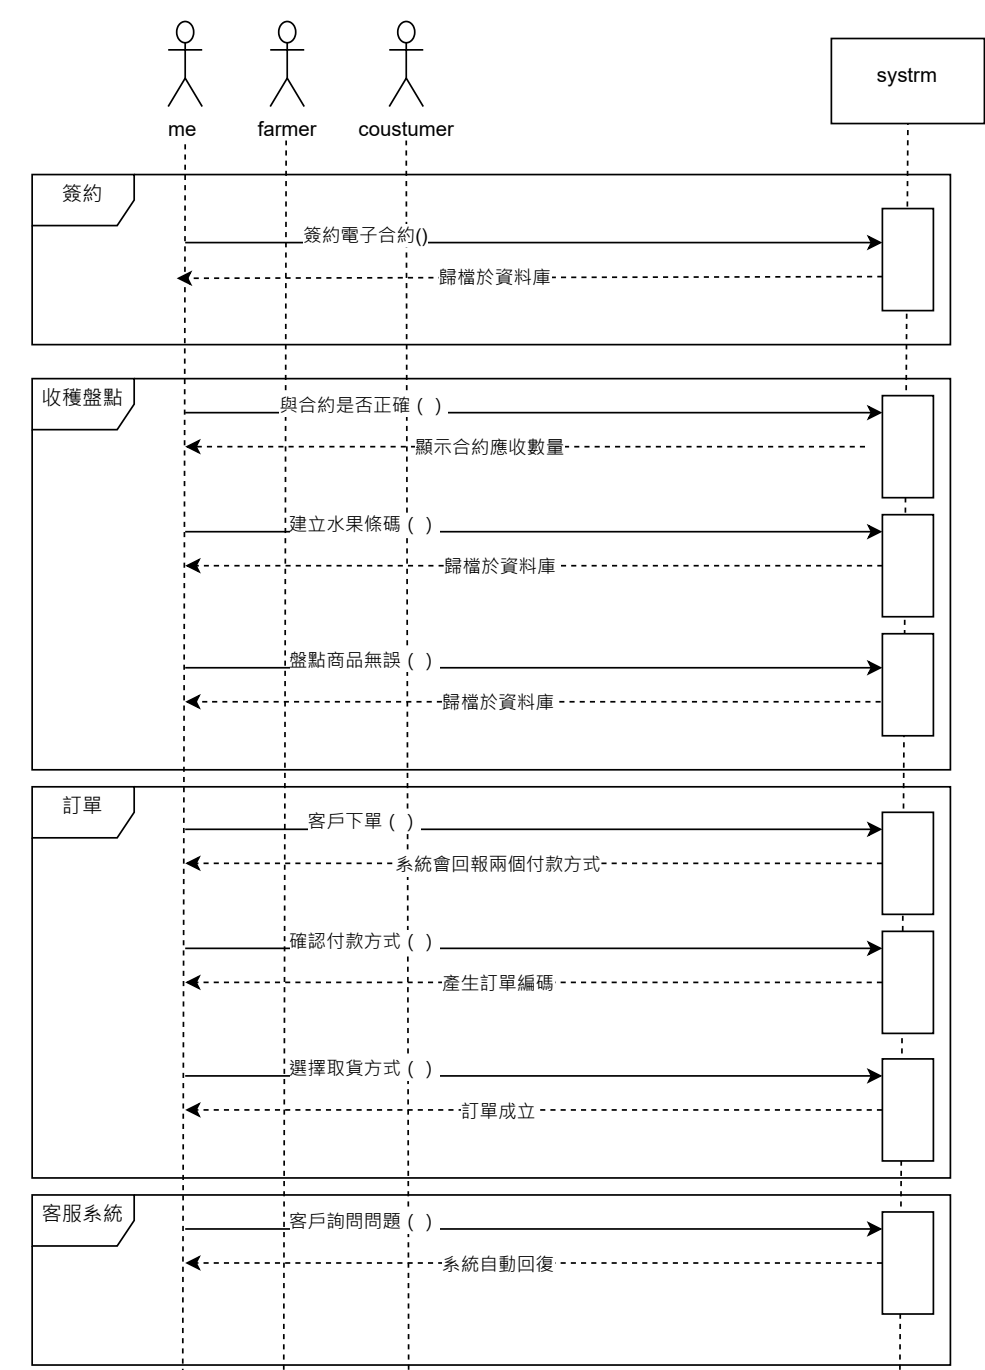 me
farmer
coustumer
systrm
簽約
簽約電子合約()
歸檔於資料庫
收穫盤點
與合約是否正確 (  )
顯示合約應收數量
建立水果條碼 (  )
歸檔於資料庫
盤點商品無誤 (  )
歸檔於資料庫
訂單
客戶下單 (  )
系統會回報兩個付款方式
確認付款方式 (  )
產生訂單編碼
選擇取貨方式 (  )
訂單成立
客服系統
客戶詢問問題 (  )
系統自動回復